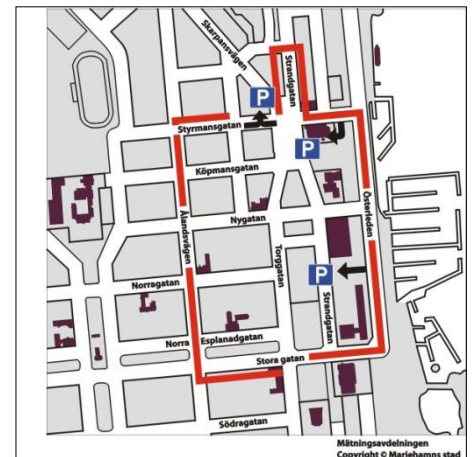 Skarpansvägen
Strandgatan
P
Styrmansgatan
P
Köpmansgatan
Ålandsvägen
Österleden
Nygatan
Torggatan
P
Norragatan
Strandgatan
Norra Esplanadgatan
Stora gatan
Södragatan
Mätningsavdelningen
Copyright © Mariehamns stad